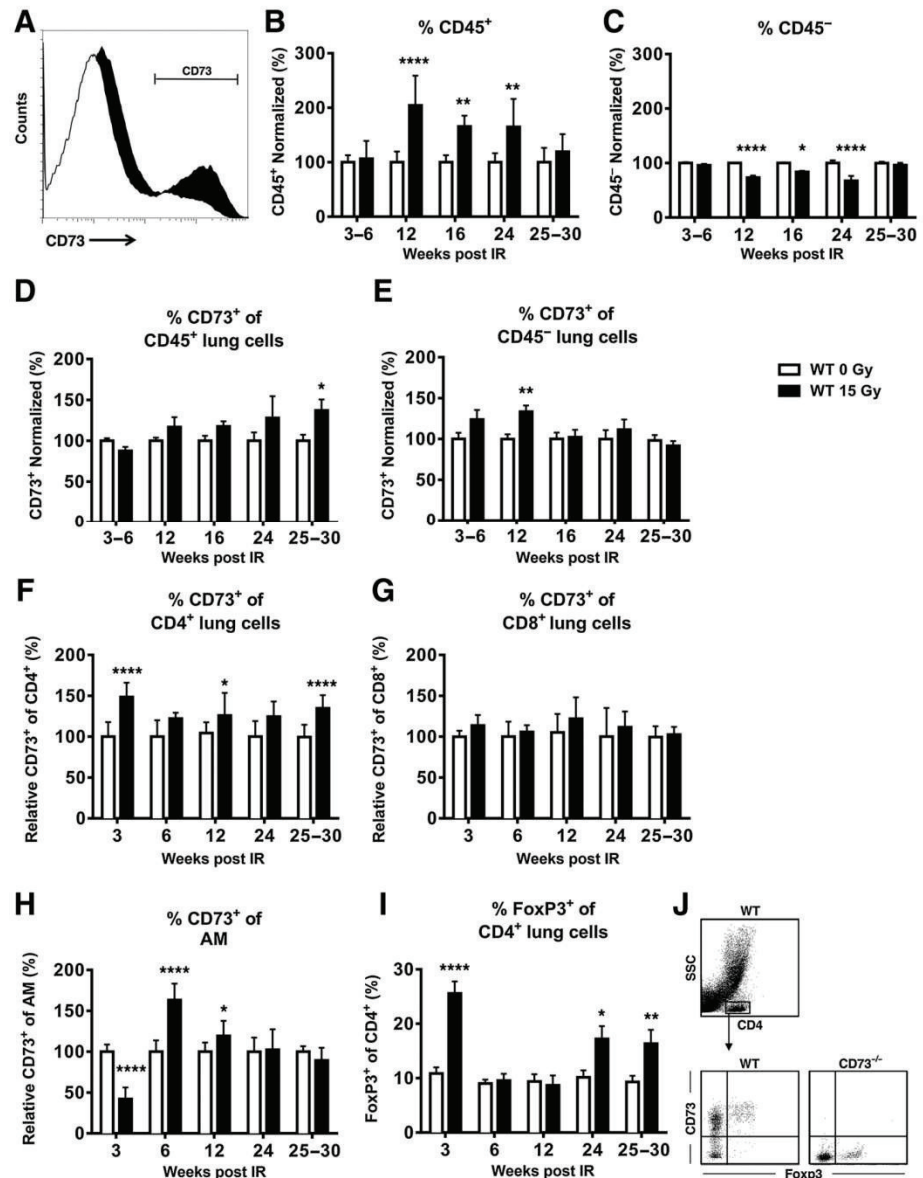 A
Counts
CD73
CD73
B
% CD45+
CD45+ Normalized (%)
300
200
100
0
****
**
**
3–6
12
16
24
25–30
Weeks post IR
C
% CD45–
CD45– Normalized (%)
300
250
200
150
100
50
0
****
*
****
3–6
12
16
24
25–30
Weeks post IR
D
% CD73+ of
CD45+ lung cells
CD73+ Normalized (%)
200
150
100
50
0
*
3–6
12
16
24
25–30
Weeks post IR
E
% CD73+ of
CD45– lung cells
CD73+ Normalized (%)
200
150
100
50
0
**
3–6
12
16
24
25–30
Weeks post IR
WT 0 Gy
WT 15 Gy
F
% CD73+ of
CD4+ lung cells
Relative CD73+ of CD4+ (%)
200
150
100
50
0
****
*
****
3
6
12
24
25–30
Weeks post IR
G
% CD73+ of
CD8+ lung cells
Relative CD73+ of CD8+ (%)
200
150
100
50
0
3
6
12
24
25–30
Weeks post IR
H
% CD73+ of
AM
Relative CD73+ of AM (%)
200
150
100
50
0
****
****
*
3
6
12
24
25–30
Weeks post IR
I
% FoxP3+ of
CD4+ lung cells
FoxP3+ of CD4+ (%)
30
20
10
0
****
*
**
3
6
12
24
25–30
Weeks post IR
J
WT
SSC
CD4
WT
CD73–/–
CD73
Foxp3